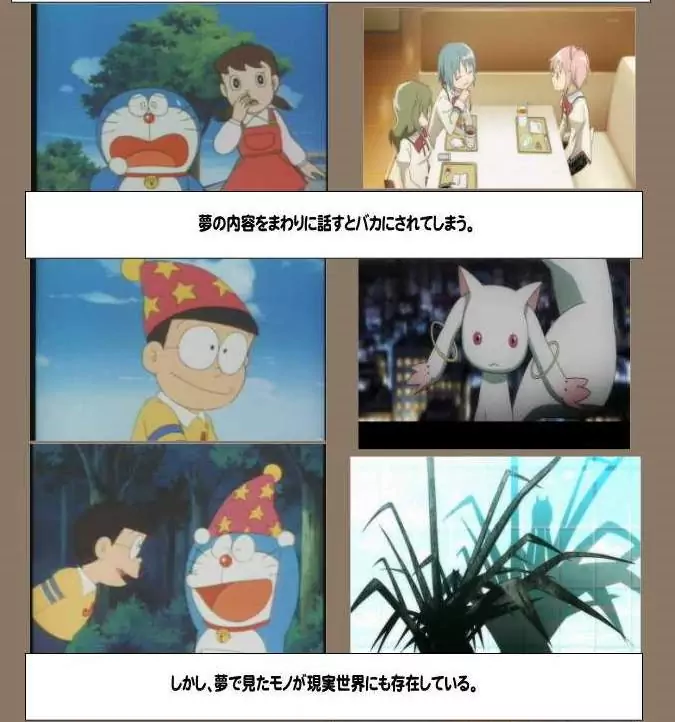 夢の内容をまわりに話すとバカにされてしまう。
しかし、夢で見たモノが現実世界にも存在している。